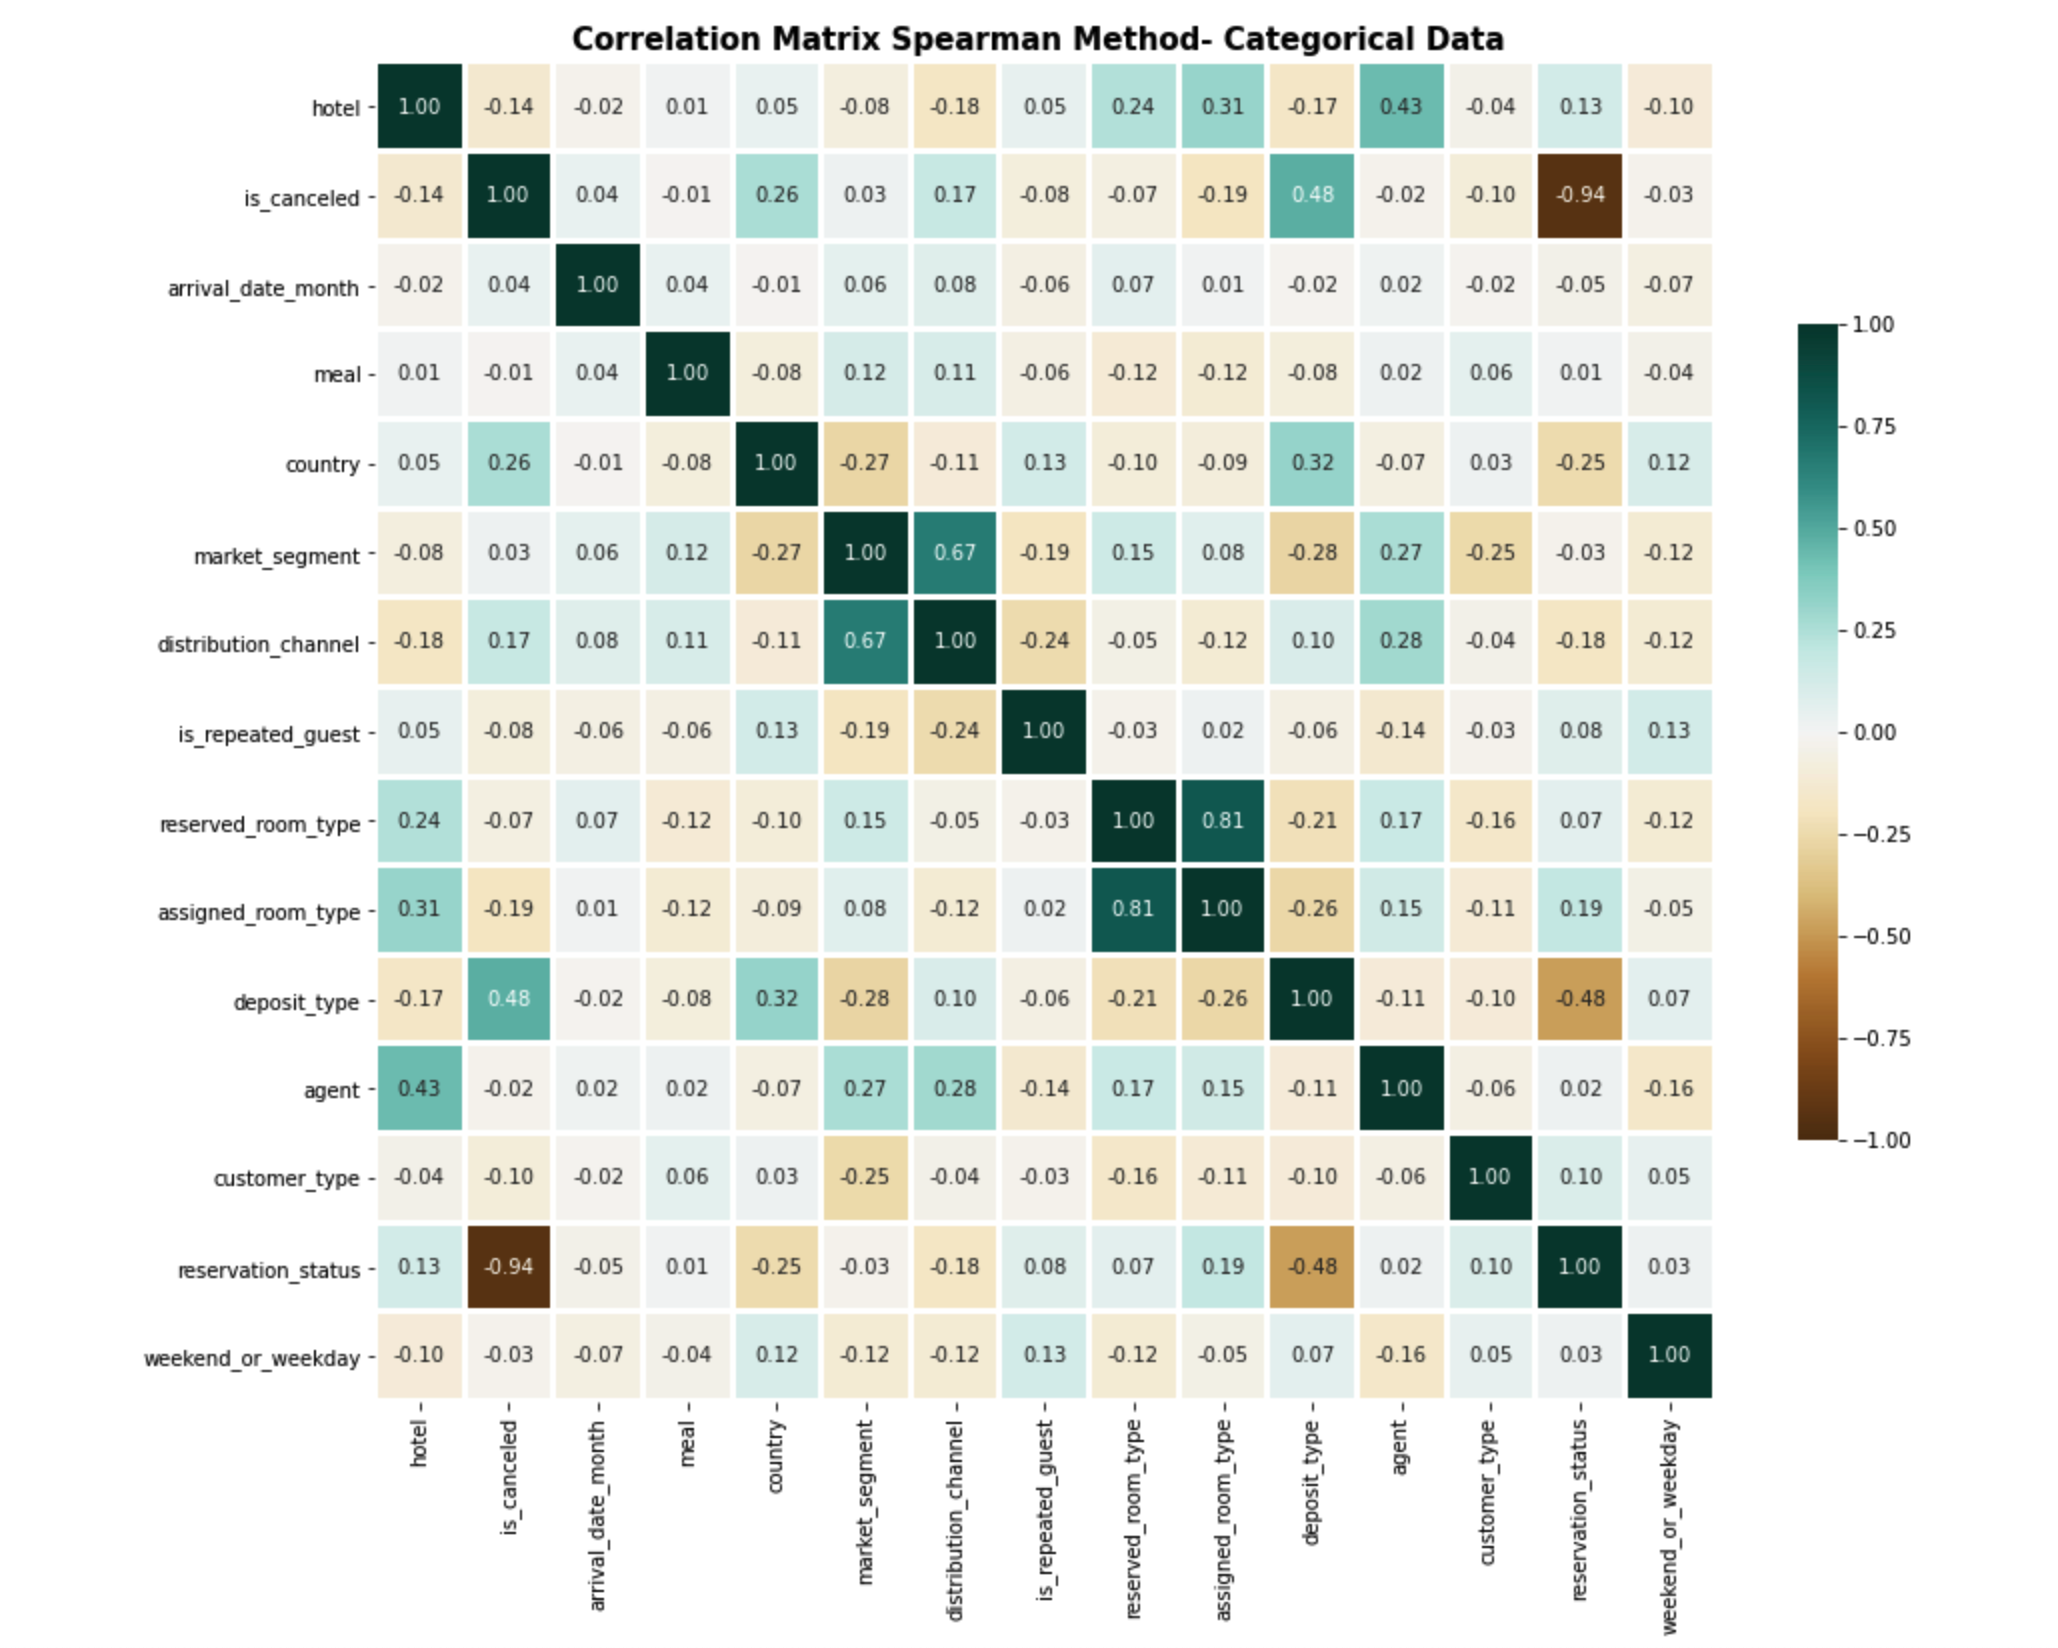 Correlation Matrix Spearman Method- Categorical Data
hotel 1.00 -0.14 -0.02 0.01 0.05 -0.08 -0.18 0.05 0.24 0.31 -0.17 0.43 -0.04 0.13 -0.10
is_canceled -0.14 1.00 0.04 -0.01 0.26 0.03 0.17 -0.08 -0.07 -0.19 0.48 -0.02 -0.10 -0.94 -0.03
arrival_date_month -0.02 0.04 1.00 0.04 -0.01 0.06 0.08 -0.06 0.07 0.01 -0.02 0.02 -0.02 -0.05 -0.07
meal 0.01 -0.01 0.04 1.00 -0.08 0.12 0.11 -0.06 -0.12 -0.12 -0.08 0.02 0.06 0.01 -0.04
country 0.05 0.26 -0.01 -0.08 1.00 -0.27 -0.11 0.13 -0.10 -0.09 0.32 -0.07 0.03 -0.25 0.12
market_segment -0.08 0.03 0.06 0.12 -0.27 1.00 0.67 -0.19 0.15 0.08 -0.28 0.27 -0.25 -0.03 -0.12
distribution_channel -0.18 0.17 0.08 0.11 -0.11 0.67 1.00 -0.24 -0.05 -0.12 0.10 0.28 -0.04 -0.18 -0.12
is_repeated_guest 0.05 -0.08 -0.06 -0.06 0.13 -0.19 -0.24 1.00 -0.03 0.02 -0.06 -0.14 -0.03 0.08 0.13
reserved_room_type 0.24 -0.07 0.07 -0.12 -0.10 0.15 -0.05 -0.03 1.00 0.81 -0.21 0.17 -0.16 0.07 -0.12
assigned_room_type 0.31 -0.19 0.01 -0.12 -0.09 0.08 -0.12 0.02 0.81 1.00 -0.26 0.15 -0.11 0.19 -0.05
deposit_type -0.17 0.48 -0.02 -0.08 0.32 -0.28 0.10 -0.06 -0.21 -0.26 1.00 -0.11 -0.10 -0.48 0.07
agent 0.43 -0.02 0.02 0.02 -0.07 0.27 0.28 -0.14 0.17 0.15 -0.11 1.00 -0.06 0.02 -0.16
customer_type -0.04 -0.10 -0.02 0.06 0.03 -0.25 -0.04 -0.03 -0.16 -0.11 -0.10 -0.06 1.00 0.10 0.05
reservation_status 0.13 -0.94 -0.05 0.01 -0.25 -0.03 -0.18 0.08 0.07 0.19 -0.48 0.02 0.10 1.00 0.03
weekend_or_weekday -0.10 -0.03 -0.07 -0.04 0.12 -0.12 -0.12 0.13 -0.12 -0.05 0.07 -0.16 0.05 0.03 1.00
hotel
is_canceled
arrival_date_month
meal
country
market_segment
distribution_channel
is_repeated_guest
reserved_room_type
assigned_room_type
deposit_type
agent
customer_type
reservation_status
weekend_or_weekday
1.00
0.75
0.50
0.25
0.00
−0.25
−0.50
−0.75
−1.00